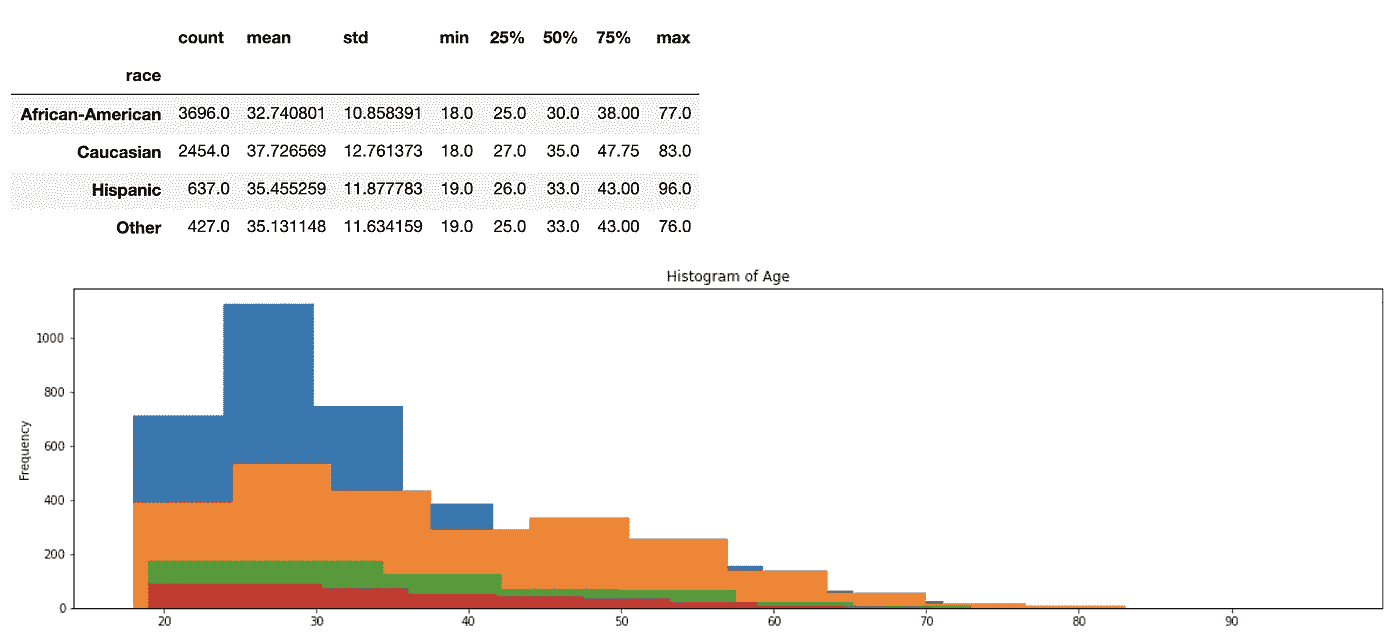 count mean std min 25% 50% 75% max
race
African-American 3696.0 32.740801 10.858391 18.0 25.0 30.0 38.00 77.0
Caucasian 2454.0 37.726569 12.761373 18.0 27.0 35.0 47.75 83.0
Hispanic 637.0 35.455259 11.877783 19.0 26.0 33.0 43.00 96.0
Other 427.0 35.131148 11.634159 19.0 25.0 33.0 43.00 76.0
Histogram of Age
1000
800
600
400
200
0
Frequency
20 30 40 50 60 70 80 90